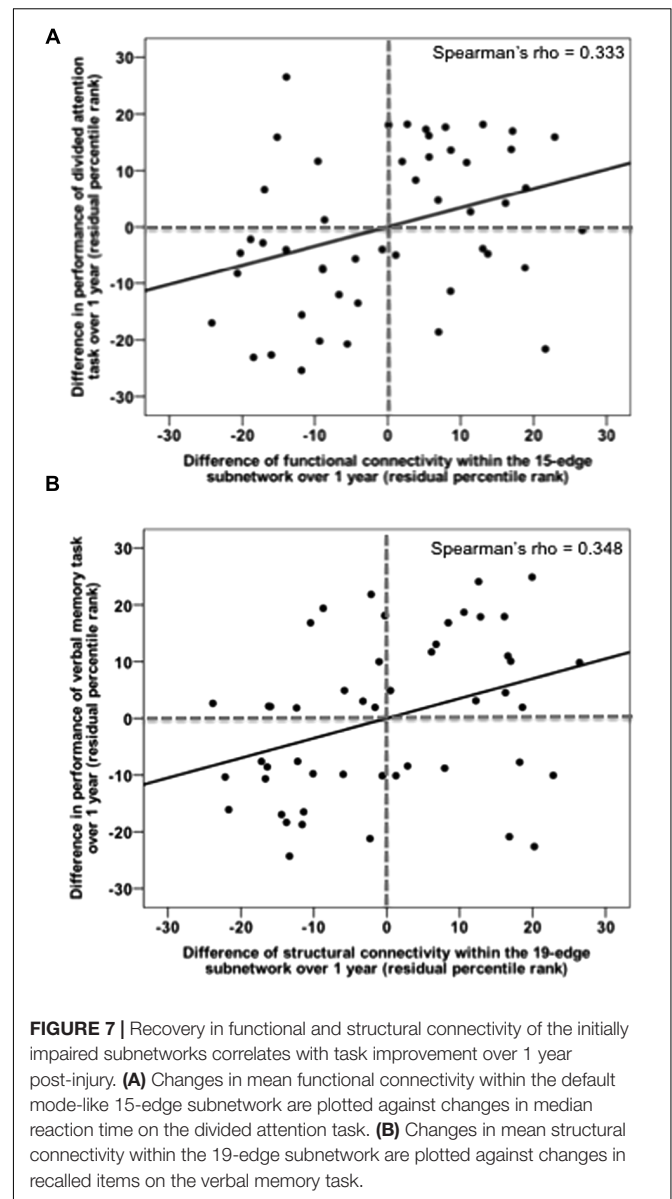 A
Spearman's rho = 0.333
Difference in performance of divided attention
task over 1 year (residual percentile rank)
30
20
10
0
-10
-20
-30
-30 -20 -10 0 10 20 30
Difference of functional connectivity within the 15-edge
subnetwork over 1 year (residual percentile rank)
B
Spearman's rho = 0.348
Difference in performance of verbal memory task
over 1 year (residual percentile rank)
30
20
10
0
-10
-20
-30
-30 -20 -10 0 10 20 30
Difference of structural connectivity within the 19-edge
subnetwork over 1 year (residual percentile rank)
FIGURE 7 | Recovery in functional and structural connectivity of the initially
impaired subnetworks correlates with task improvement over 1 year
post-injury. (A) Changes in mean functional connectivity within the default
mode-like 15-edge subnetwork are plotted against changes in median
reaction time on the divided attention task. (B) Changes in mean structural
connectivity within the 19-edge subnetwork are plotted against changes in
recalled items on the verbal memory task.